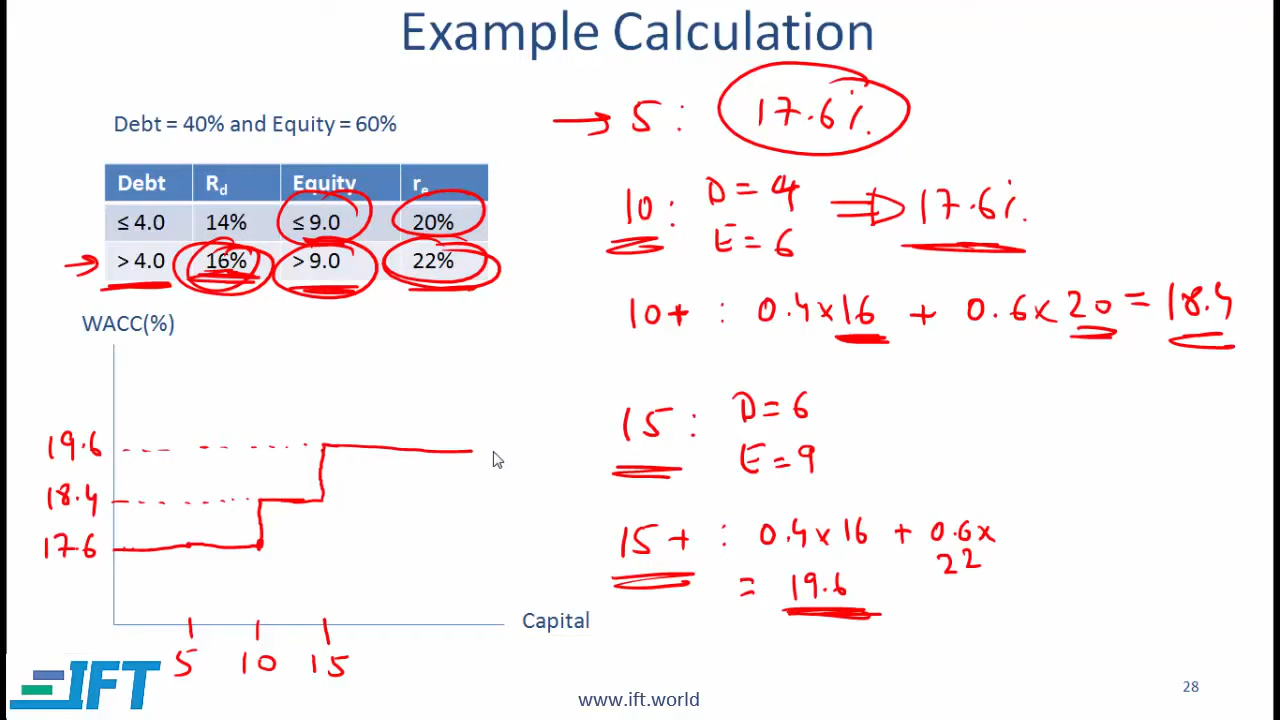 Example Calculation
Debt = 40% and Equity = 60%
Debt R_d Equity r_e
≤ 4.0 14% ≤ 9.0 20%
> 4.0 16% > 9.0 22%
→ 5 : 17.6%
10 : D = 4 ⇒ 17.6%
E = 6
10+ : 0.4 × 16 + 0.6 × 20 = 18.4
15 : D = 6
E = 9
15+ : 0.4 × 16 + 0.6 ×
22
= 19.6
WACC(%)
19.6
18.4
17.6
Capital
5 10 15
IFT
www.ift.world
28